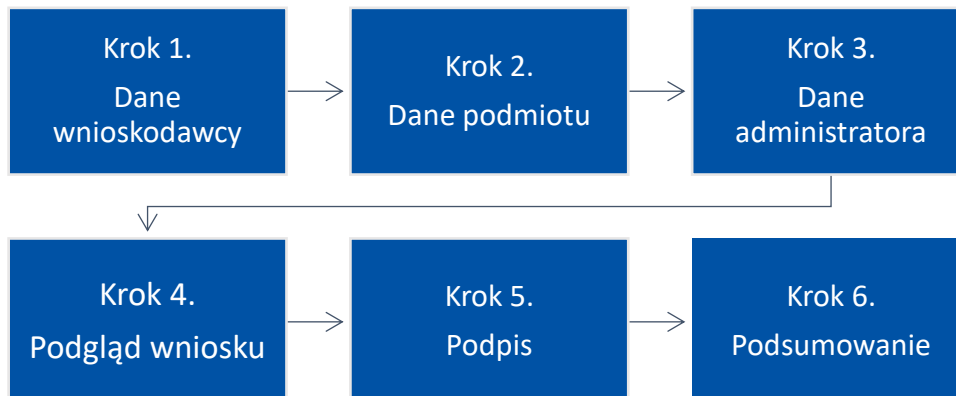 Krok 1.
Dane
wnioskodawcy
Krok 2.
Dane podmiotu
Krok 3.
Dane
administratora
Krok 4.
Podgląd wniosku
Krok 5.
Podpis
Krok 6.
Podsumowanie